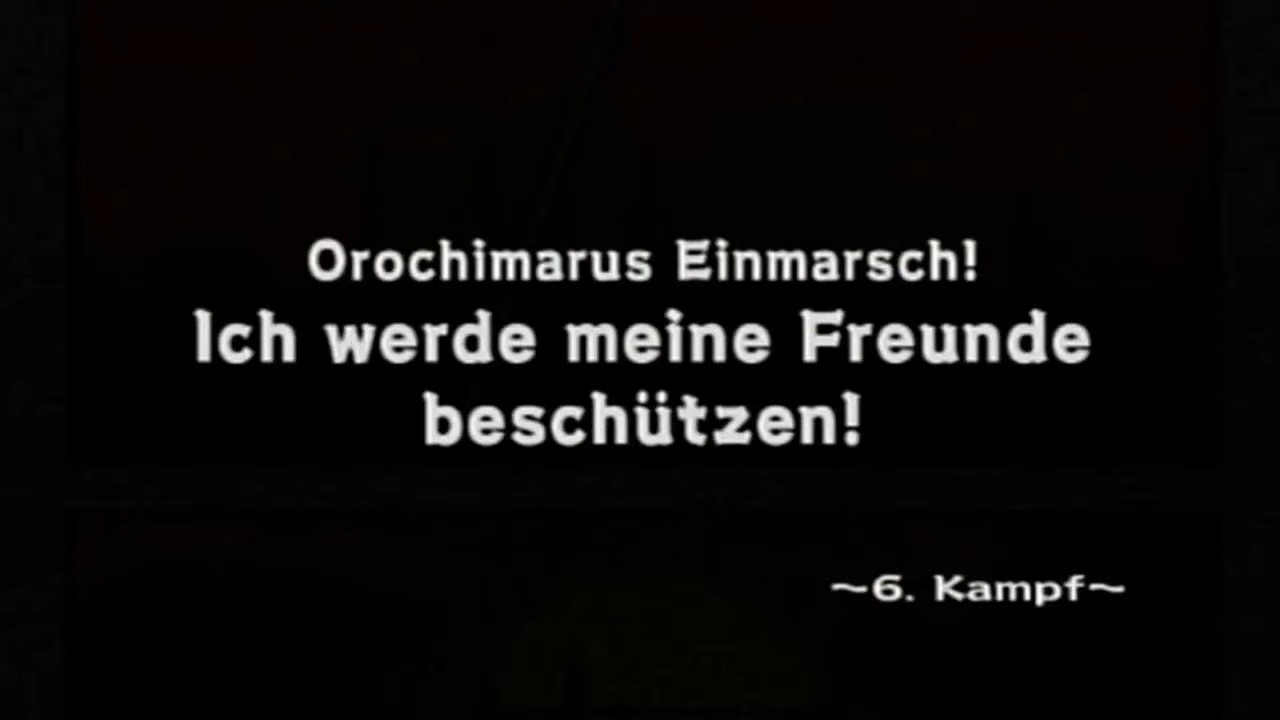 Orochimarus Einmarsch!
Ich werde meine Freunde
beschützen!
~6. Kampf~